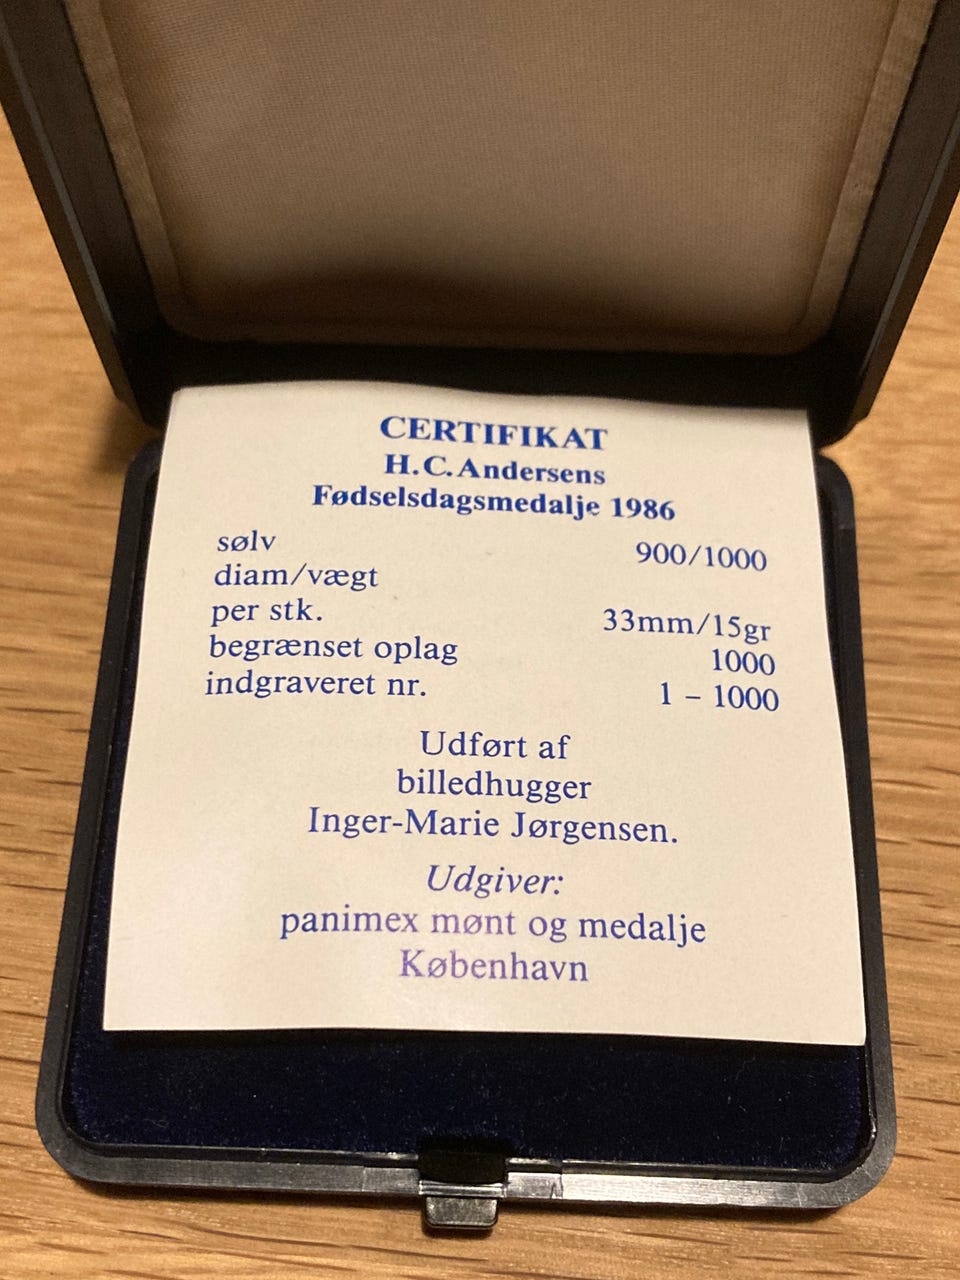 CERTIFIKAT
H.C.Andersens
Fødselsdagsmedalje 1986
sølv 900/1000
diam/vægt
per stk. 33mm/15gr
begrænset oplag 1000
indgraveret nr. 1 – 1000
Udført af
billedhugger
Inger-Marie Jørgensen.
Udgiver:
panimex mønt og medalje
København